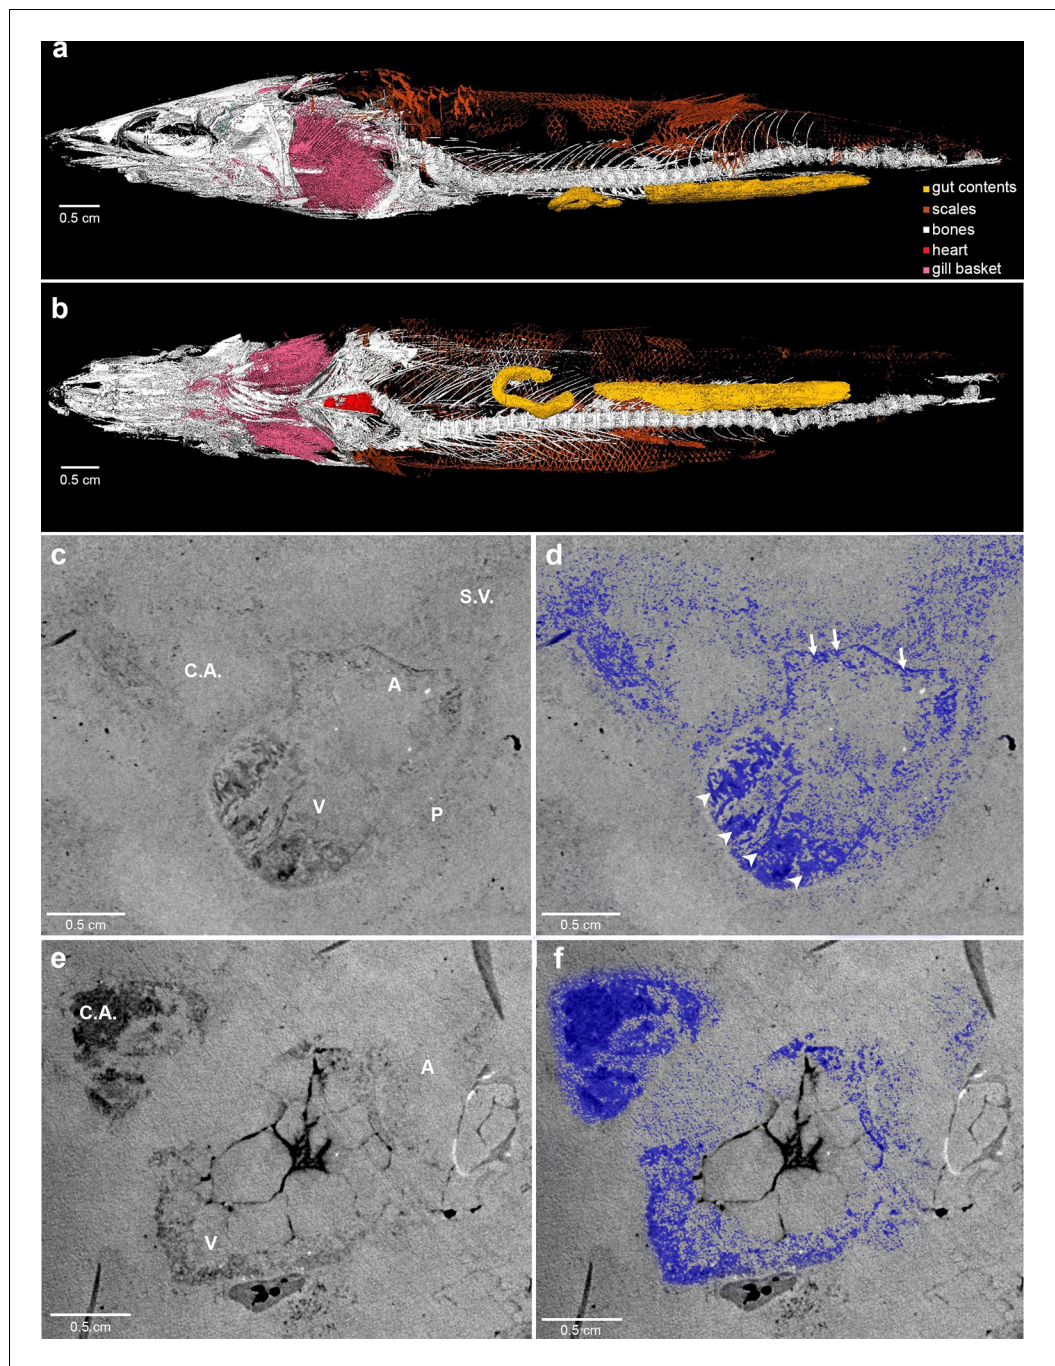 a
0.5 cm
gut contents
scales
bones
heart
gill basket
b
0.5 cm
c
S.V.
C.A.
A
V
P
0.5 cm
d
0.5 cm
e
C.A.
A
V
0.5 cm
f
0.5 cm